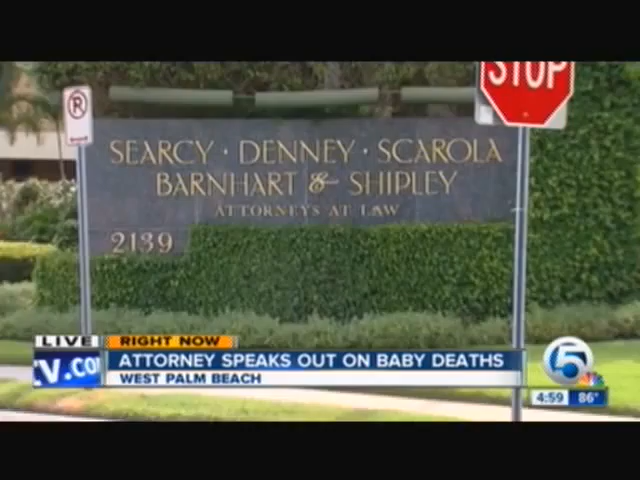 STOP
SEARCY · DENNEY · SCAROLA
BARNHART & SHIPLEY
ATTORNEYS AT LAW
2139
LIVE RIGHT NOW
V.CO
ATTORNEY SPEAKS OUT ON BABY DEATHS
WEST PALM BEACH
5
4:59 86°